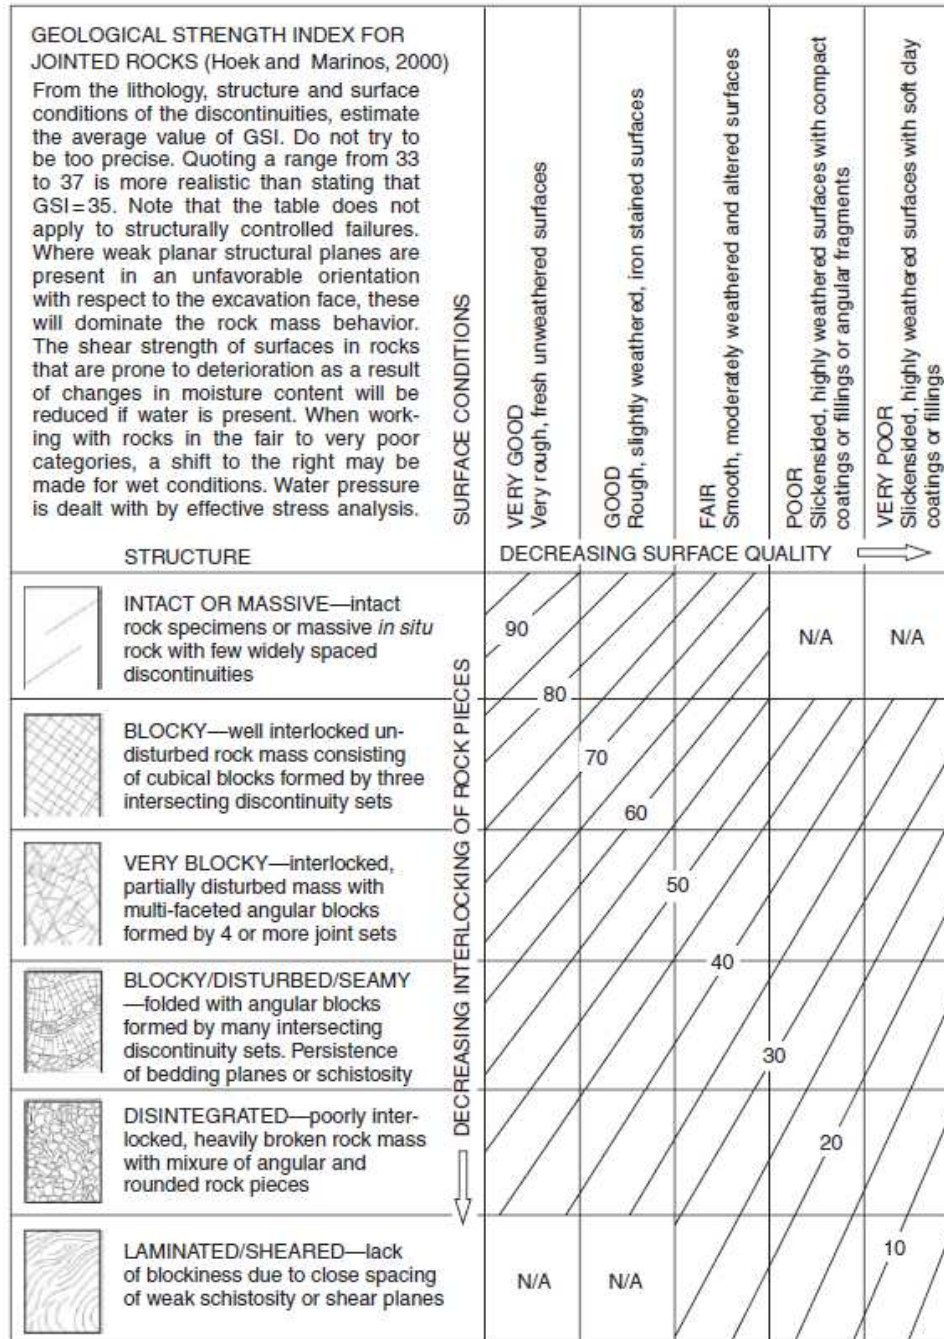 GEOLOGICAL STRENGTH INDEX FOR
JOINTED ROCKS (Hoek and Marinos, 2000)
From the lithology, structure and surface
conditions of the discontinuities, estimate
the average value of GSI. Do not try to
be too precise. Quoting a range from 33
to 37 is more realistic than stating that
GSI=35. Note that the table does not
apply to structurally controlled failures.
Where weak planar structural planes are
present in an unfavorable orientation
with respect to the excavation face, these
will dominate the rock mass behavior.
The shear strength of surfaces in rocks
that are prone to deterioration as a result
of changes in moisture content will be
reduced if water is present. When work-
ing with rocks in the fair to very poor
categories, a shift to the right may be
made for wet conditions. Water pressure
is dealt with by effective stress analysis.
SURFACE CONDITIONS
VERY GOOD
Very rough, fresh unweathered surfaces
GOOD
Rough, slightly weathered, iron stained surfaces
FAIR
Smooth, moderately weathered and altered surfaces
POOR
Slickensided, highly weathered surfaces with compact
coatings or fillings or angular fragments
VERY POOR
Slickensided, highly weathered surfaces with soft clay
coatings or fillings
STRUCTURE
DECREASING SURFACE QUALITY
DECREASING INTERLOCKING OF ROCK PIECES
INTACT OR MASSIVE—intact
rock specimens or massive in situ
rock with few widely spaced
discontinuities
90
N/A
N/A
80
BLOCKY—well interlocked un-
disturbed rock mass consisting
of cubical blocks formed by three
intersecting discontinuity sets
70
60
VERY BLOCKY—interlocked,
partially disturbed mass with
multi-faceted angular blocks
formed by 4 or more joint sets
50
40
BLOCKY/DISTURBED/SEAMY
—folded with angular blocks
formed by many intersecting
discontinuity sets. Persistence
of bedding planes or schistosity
30
DISINTEGRATED—poorly inter-
locked, heavily broken rock mass
with mixture of angular and
rounded rock pieces
20
LAMINATED/SHEARED—lack
of blockiness due to close spacing
of weak schistosity or shear planes
N/A
N/A
10